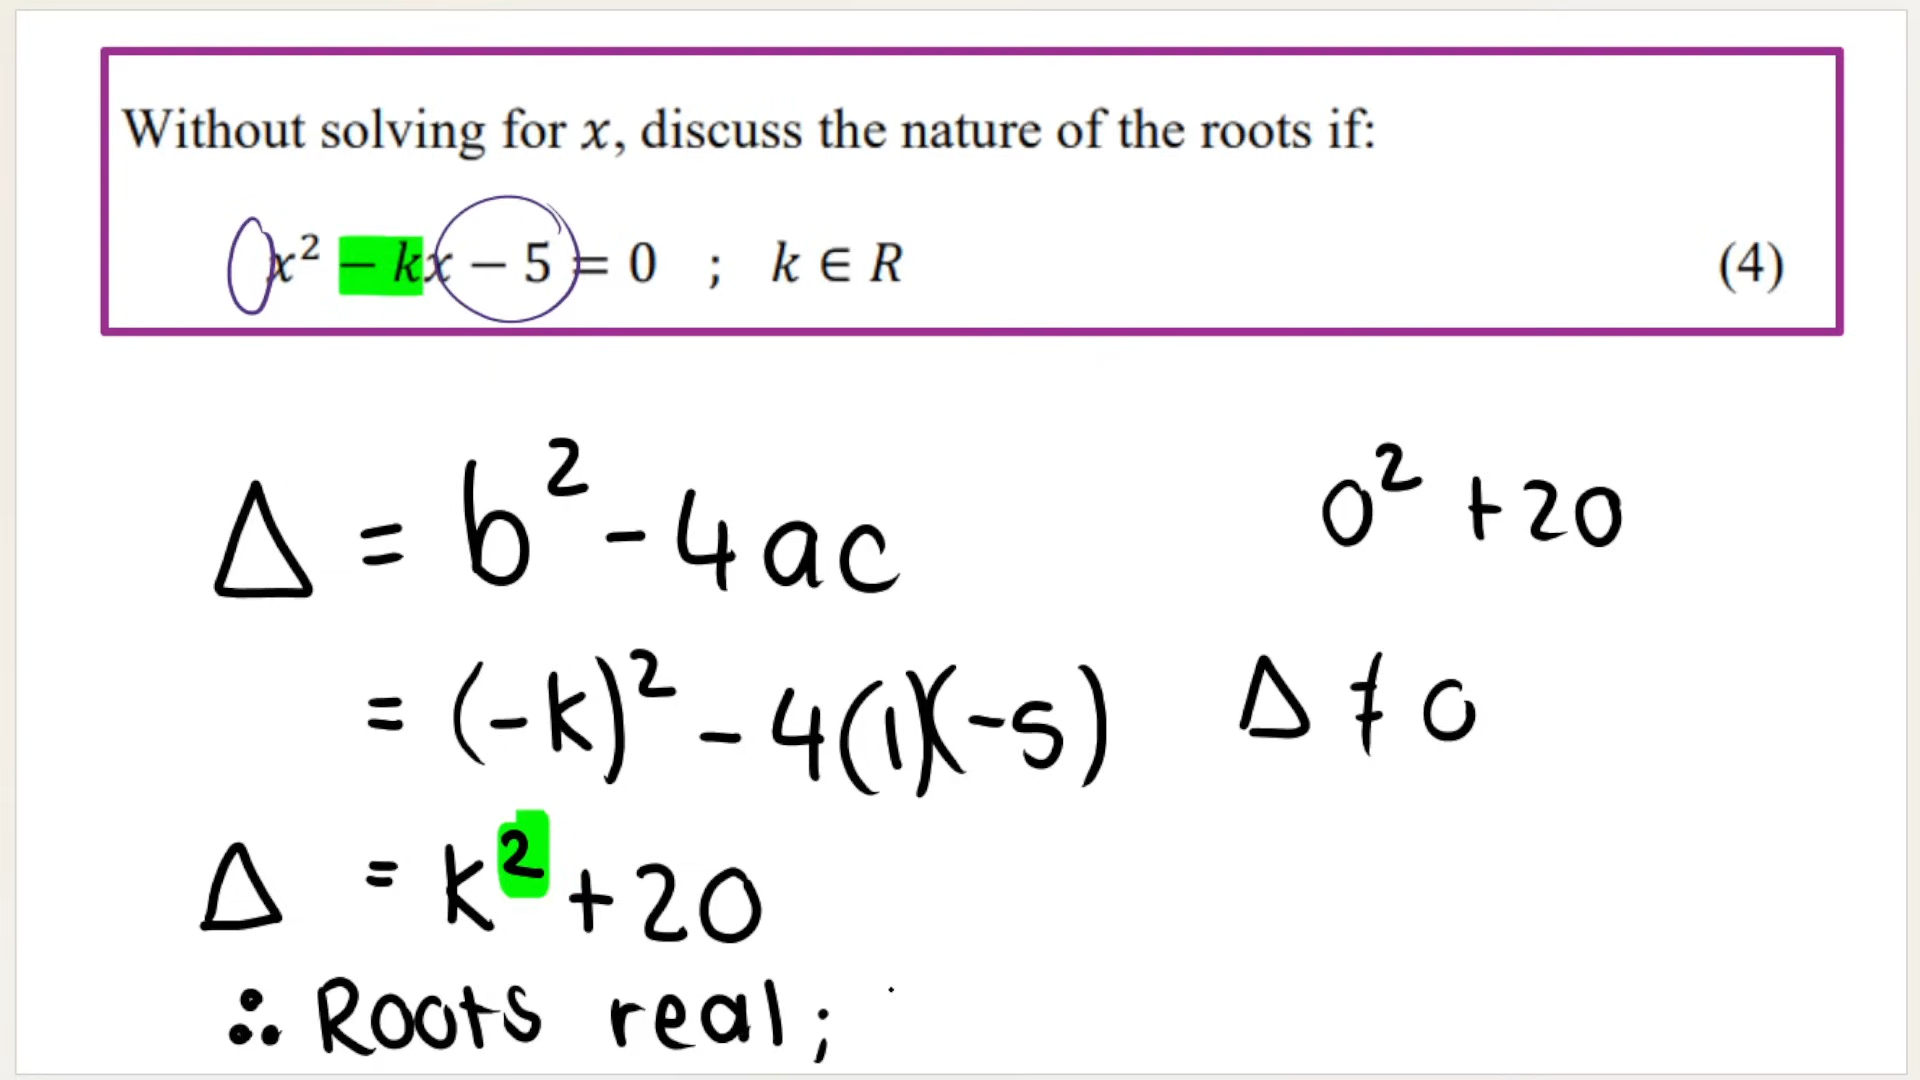 Without solving for x, discuss the nature of the roots if:
x² − kx − 5 = 0 ; k ∈ R (4)
Δ = b² - 4ac
0² + 20
= (-k)² - 4(1)(-5)
Δ ≠ 0
Δ = k² + 20
∴ Roots real;